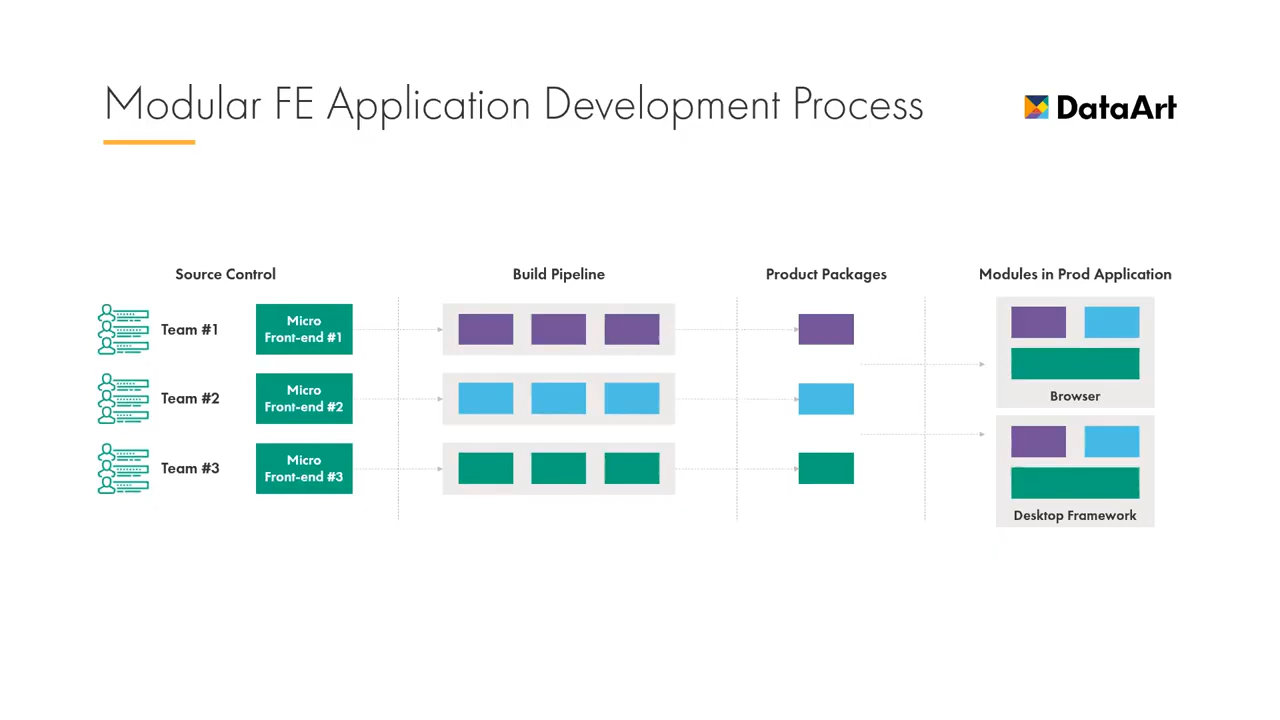 Modular FE Application Development Process
DataArt
Source Control
Build Pipeline
Product Packages
Modules in Prod Application
Team #1
Micro
Front-end #1
Team #2
Micro
Front-end #2
Team #3
Micro
Front-end #3
Browser
Desktop Framework